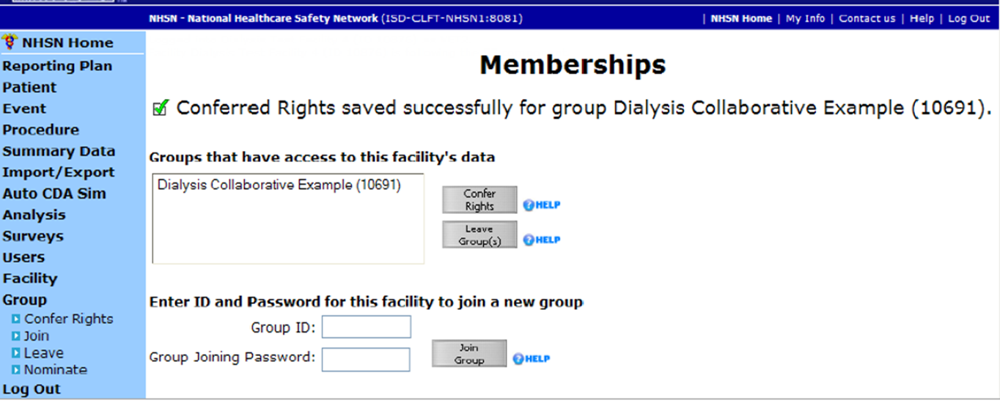 NHSN - National Healthcare Safety Network (ISD-CLFT-NHSN1:8081) | NHSN Home | My Info | Contact us | Help | Log Out
NHSN Home
Reporting Plan
Patient
Event
Procedure
Summary Data
Import/Export
Auto CDA Sim
Analysis
Surveys
Users
Facility
Group
Confer Rights
Join
Leave
Nominate
Log Out
Memberships
Conferred Rights saved successfully for group Dialysis Collaborative Example (10691).
Groups that have access to this facility's data
Dialysis Collaborative Example (10691)
Confer
Rights
HELP
Leave
Group(s)
HELP
Enter ID and Password for this facility to join a new group
Group ID:
Group Joining Password:
Join
Group
HELP